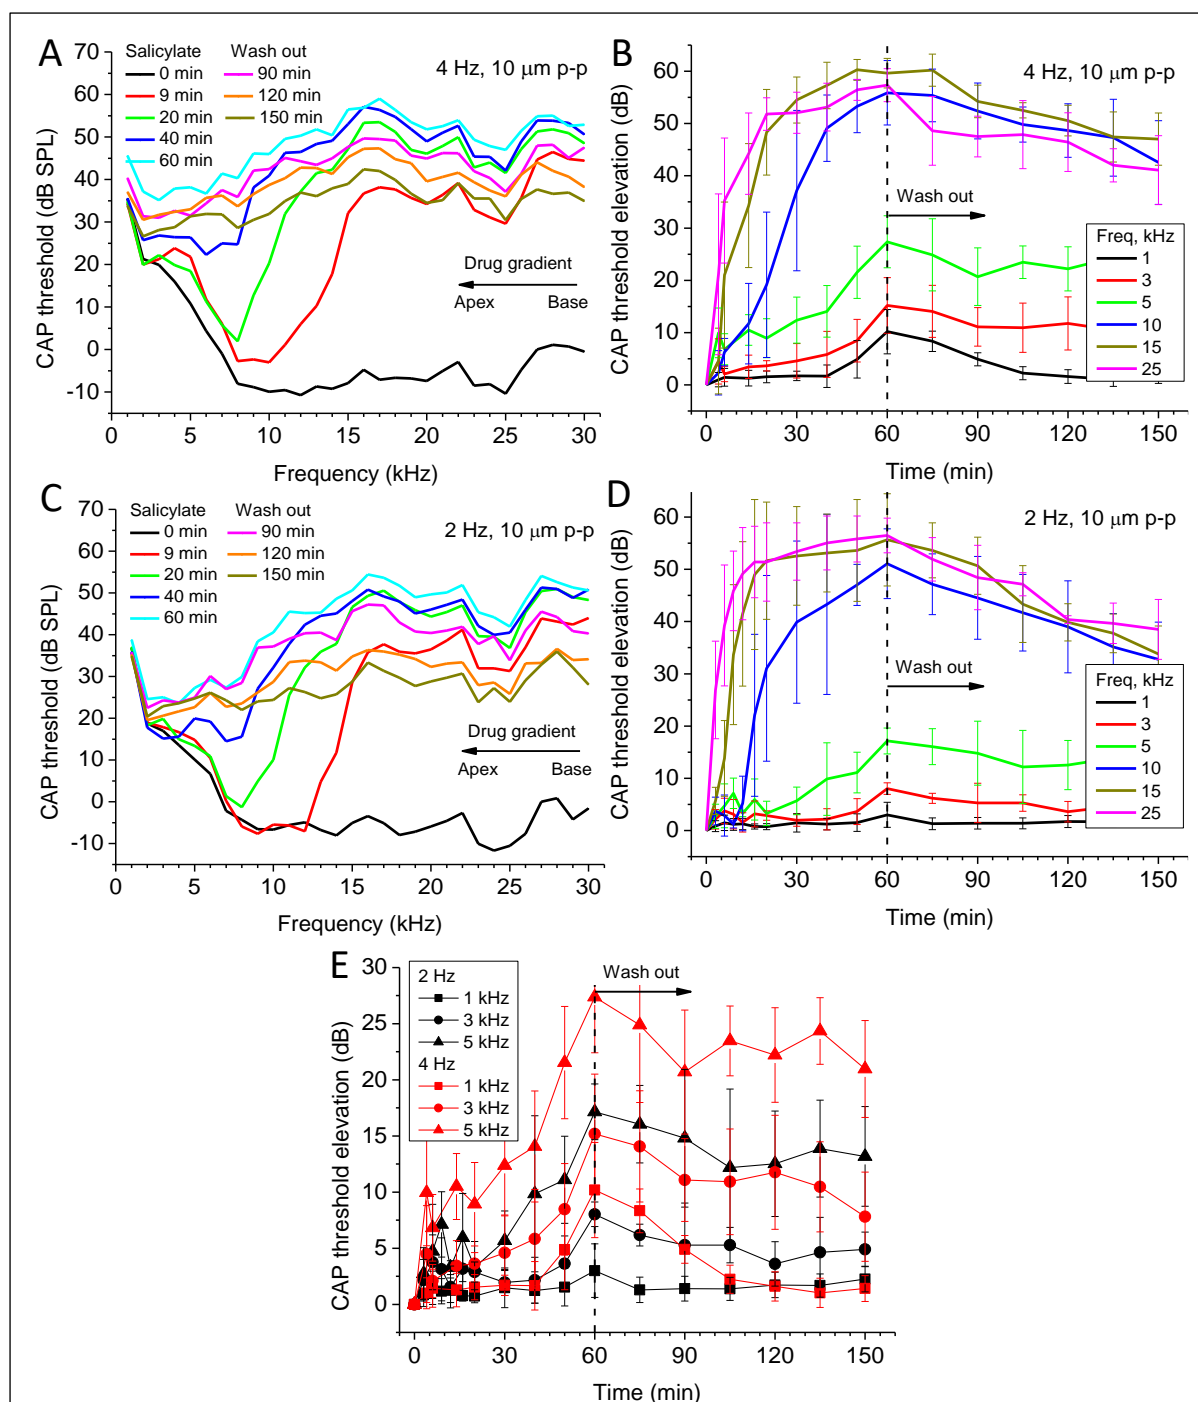 A
Salicylate Wash out
0 min 90 min
9 min 120 min
20 min 150 min
40 min
60 min
4 Hz, 10 μm p-p
Drug gradient
Apex Base
CAP threshold (dB SPL)
70
60
50
40
30
20
10
0
-10
0 5 10 15 20 25 30
Frequency (kHz)
B
4 Hz, 10 μm p-p
Wash out
Freq, kHz
1
3
5
10
15
25
CAP threshold elevation (dB)
60
50
40
30
20
10
0
0 30 60 90 120 150
Time (min)
C
Salicylate Wash out
0 min 90 min
9 min 120 min
20 min 150 min
40 min
60 min
2 Hz, 10 μm p-p
Drug gradient
Apex Base
CAP threshold (dB SPL)
70
60
50
40
30
20
10
0
-10
0 5 10 15 20 25 30
Frequency (kHz)
D
2 Hz, 10 μm p-p
Wash out
Freq, kHz
1
3
5
10
15
25
CAP threshold elevation (dB)
60
50
40
30
20
10
0
0 30 60 90 120 150
Time (min)
E
2 Hz
1 kHz
3 kHz
5 kHz
4 Hz
1 kHz
3 kHz
5 kHz
Wash out
CAP threshold elevation (dB)
30
25
20
15
10
5
0
0 30 60 90 120 150
Time (min)